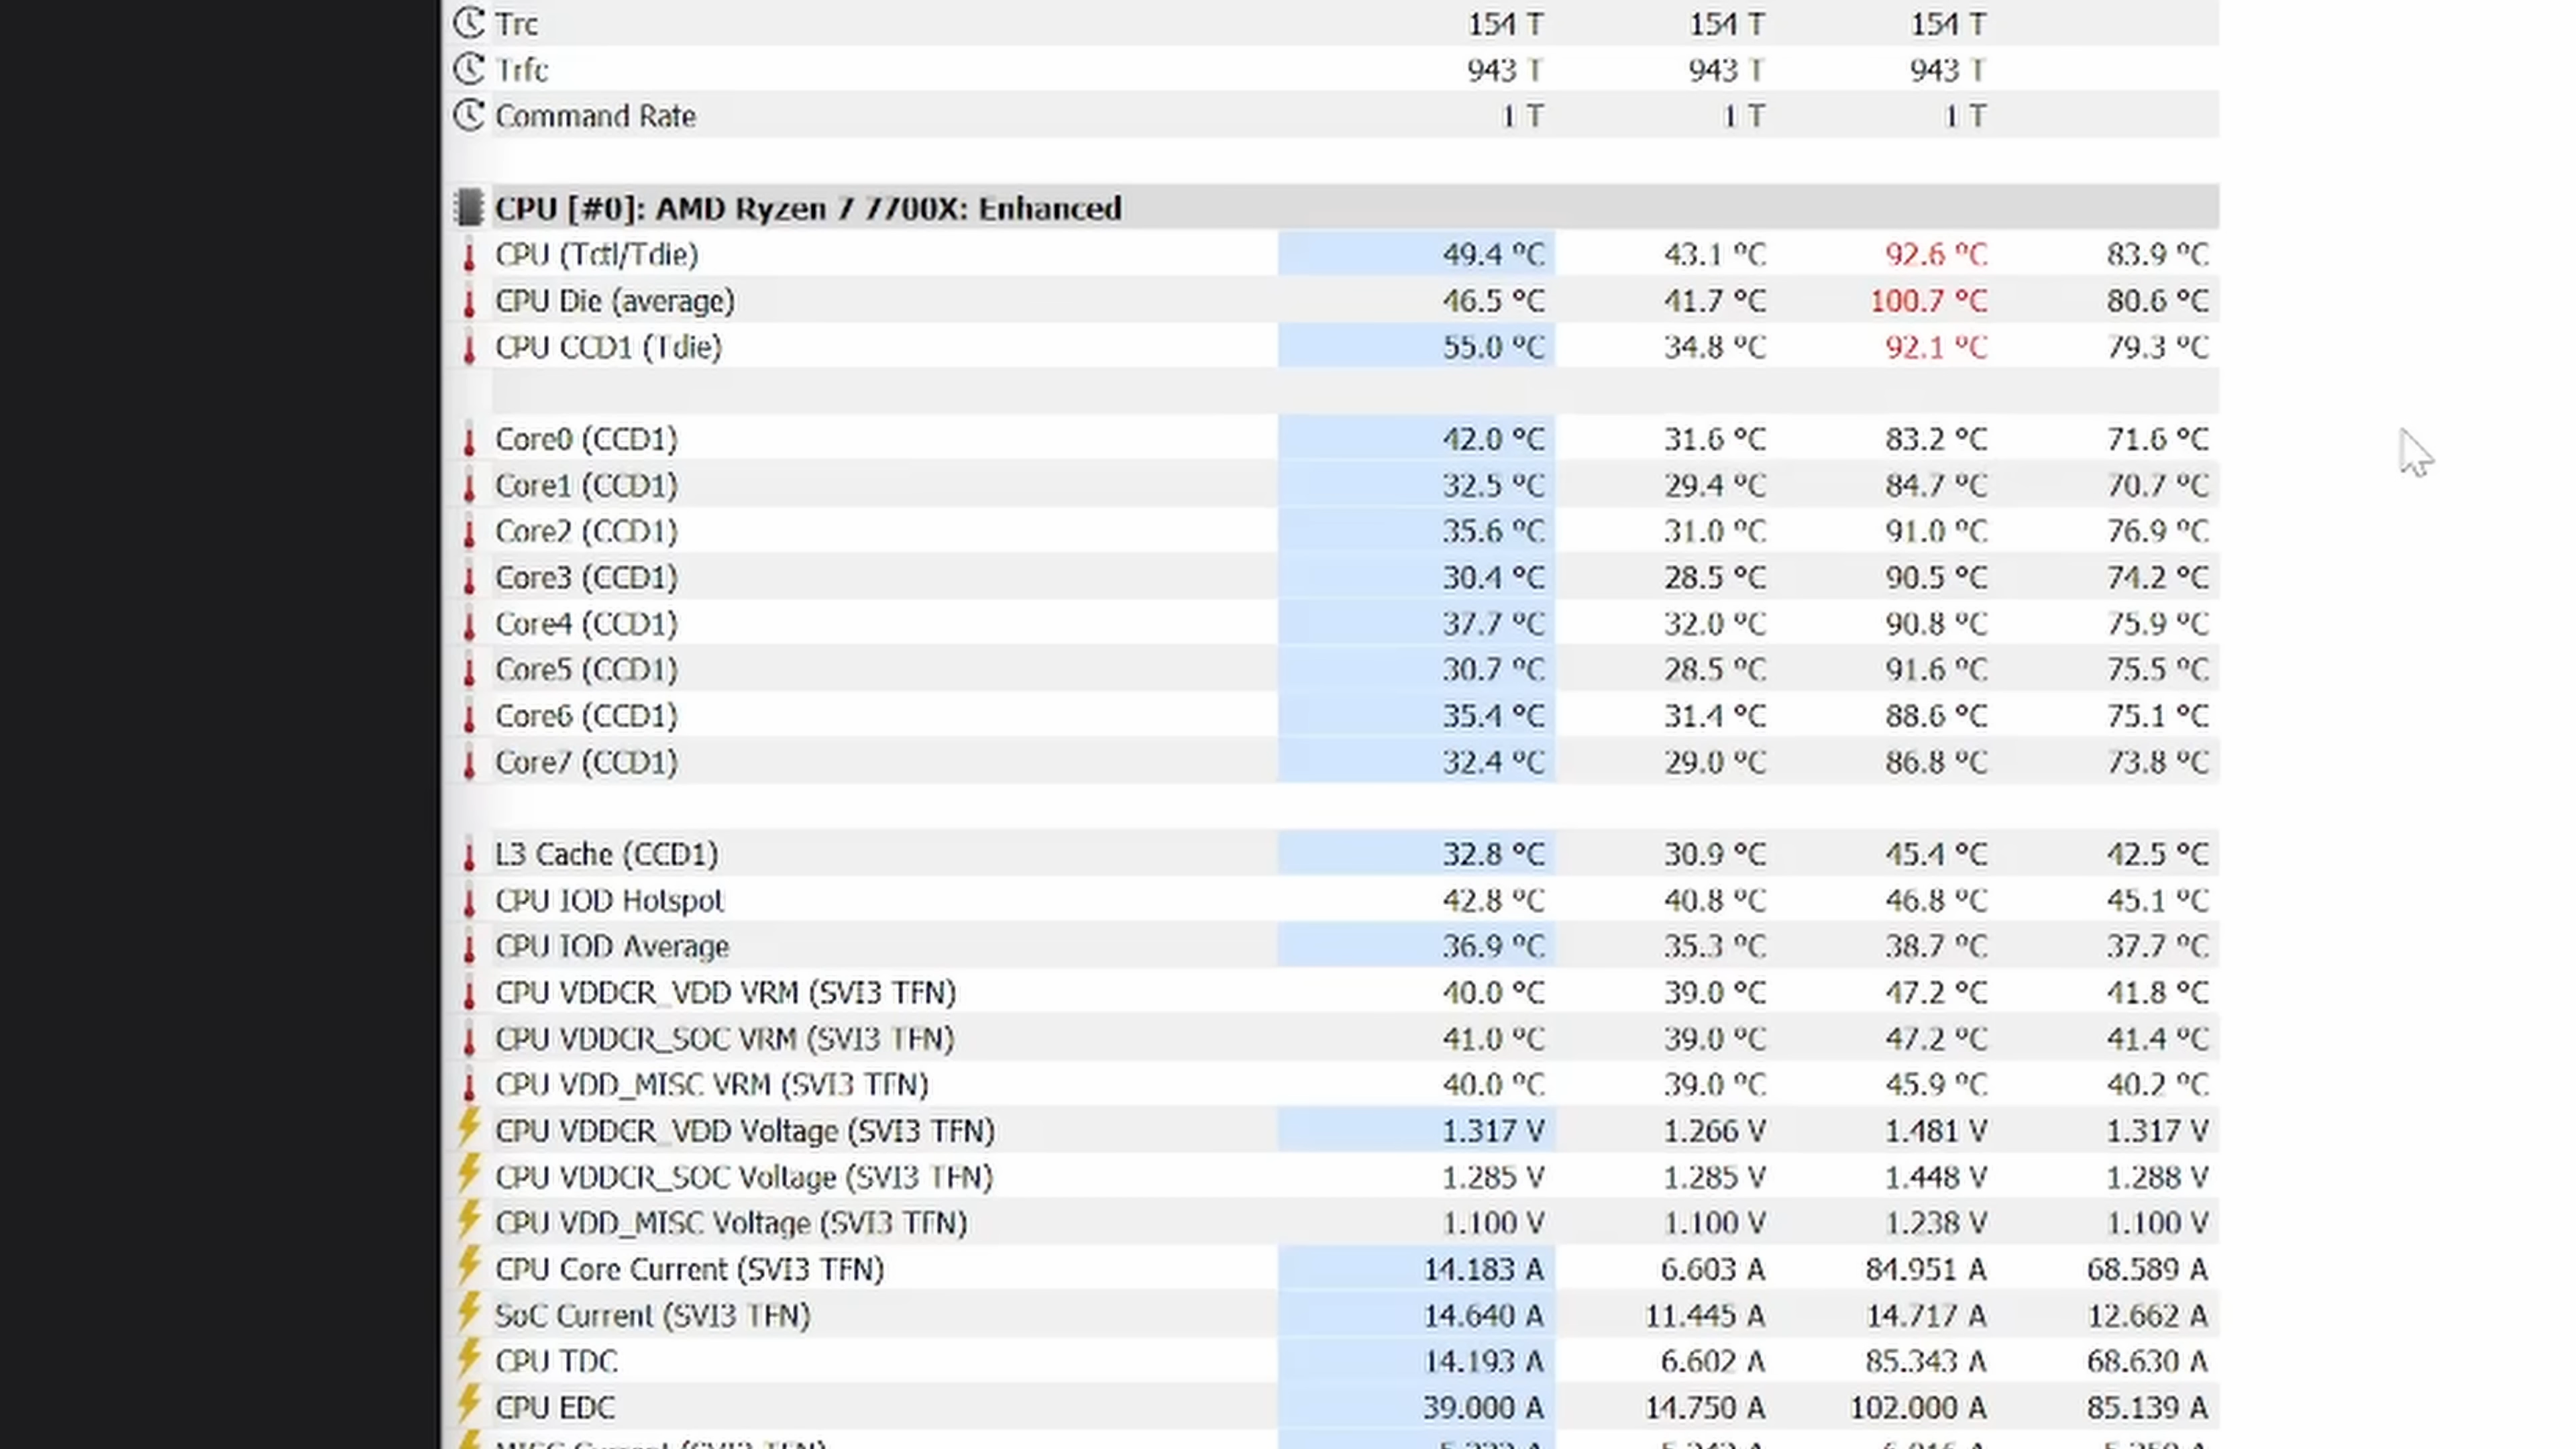 Trc 154 T 154 T 154 T
Trfc 943 T 943 T 943 T
Command Rate 1 T 1 T 1 T
CPU [#0]: AMD Ryzen 7 7700X: Enhanced
CPU (Tctl/Tdie) 49.4 °C 43.1 °C 92.6 °C 83.9 °C
CPU Die (average) 46.5 °C 41.7 °C 100.7 °C 80.6 °C
CPU CCD1 (Tdie) 55.0 °C 34.8 °C 92.1 °C 79.3 °C
Core0 (CCD1) 42.0 °C 31.6 °C 83.2 °C 71.6 °C
Core1 (CCD1) 32.5 °C 29.4 °C 84.7 °C 70.7 °C
Core2 (CCD1) 35.6 °C 31.0 °C 91.0 °C 76.9 °C
Core3 (CCD1) 30.4 °C 28.5 °C 90.5 °C 74.2 °C
Core4 (CCD1) 37.7 °C 32.0 °C 90.8 °C 75.9 °C
Core5 (CCD1) 30.7 °C 28.5 °C 91.6 °C 75.5 °C
Core6 (CCD1) 35.4 °C 31.4 °C 88.6 °C 75.1 °C
Core7 (CCD1) 32.4 °C 29.0 °C 86.8 °C 73.8 °C
L3 Cache (CCD1) 32.8 °C 30.9 °C 45.4 °C 42.5 °C
CPU IOD Hotspot 42.8 °C 40.8 °C 46.8 °C 45.1 °C
CPU IOD Average 36.9 °C 35.3 °C 38.7 °C 37.7 °C
CPU VDDCR_VDD VRM (SVI3 TFN) 40.0 °C 39.0 °C 47.2 °C 41.8 °C
CPU VDDCR_SOC VRM (SVI3 TFN) 41.0 °C 39.0 °C 47.2 °C 41.4 °C
CPU VDD_MISC VRM (SVI3 TFN) 40.0 °C 39.0 °C 45.9 °C 40.2 °C
CPU VDDCR_VDD Voltage (SVI3 TFN) 1.317 V 1.266 V 1.481 V 1.317 V
CPU VDDCR_SOC Voltage (SVI3 TFN) 1.285 V 1.285 V 1.448 V 1.288 V
CPU VDD_MISC Voltage (SVI3 TFN) 1.100 V 1.100 V 1.238 V 1.100 V
CPU Core Current (SVI3 TFN) 14.183 A 6.603 A 84.951 A 68.589 A
SoC Current (SVI3 TFN) 14.640 A 11.445 A 14.717 A 12.662 A
CPU TDC 14.193 A 6.602 A 85.343 A 68.630 A
CPU EDC 39.000 A 14.750 A 102.000 A 85.139 A